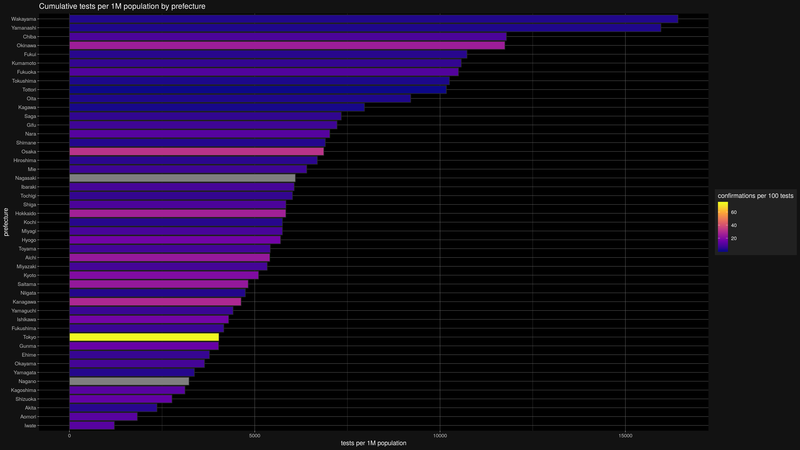 Cumulative tests per 1M population by prefecture
prefecture
Wakayama
Yamanashi
Chiba
Okinawa
Fukui
Kumamoto
Fukuoka
Tokushima
Tottori
Oita
Kagawa
Saga
Gifu
Nara
Shimane
Osaka
Hiroshima
Mie
Nagasaki
Ibaraki
Tochigi
Shiga
Hokkaido
Kochi
Miyagi
Hyogo
Toyama
Aichi
Miyazaki
Kyoto
Saitama
Niigata
Kanagawa
Yamaguchi
Ishikawa
Fukushima
Tokyo
Gunma
Ehime
Okayama
Yamagata
Nagano
Kagoshima
Shizuoka
Akita
Aomori
Iwate
0 5000 10000 15000
tests per 1M population
confirmations per 100 tests
60
40
20